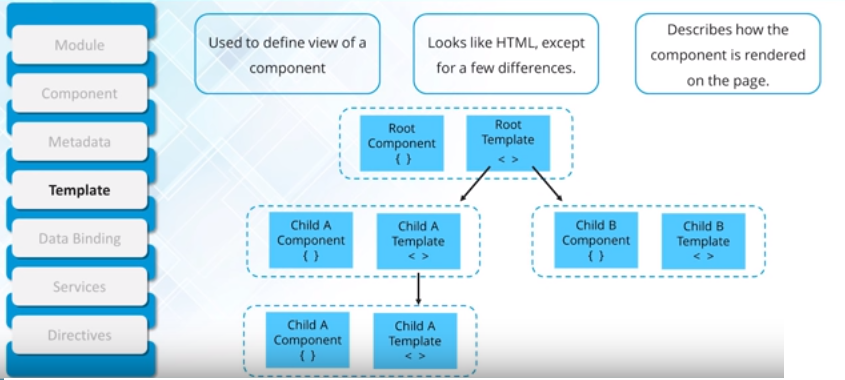 Module
Component
Metadata
Template
Data Binding
Services
Directives
Used to define view of a
component
Looks like HTML, except
for a few differences.
Describes how the
component is rendered
on the page.
Root
Component
{ }
Root
Template
< >
Child A
Component
{ }
Child A
Template
< >
Child B
Component
{ }
Child B
Template
< >
Child A
Component
{ }
Child A
Template
< >